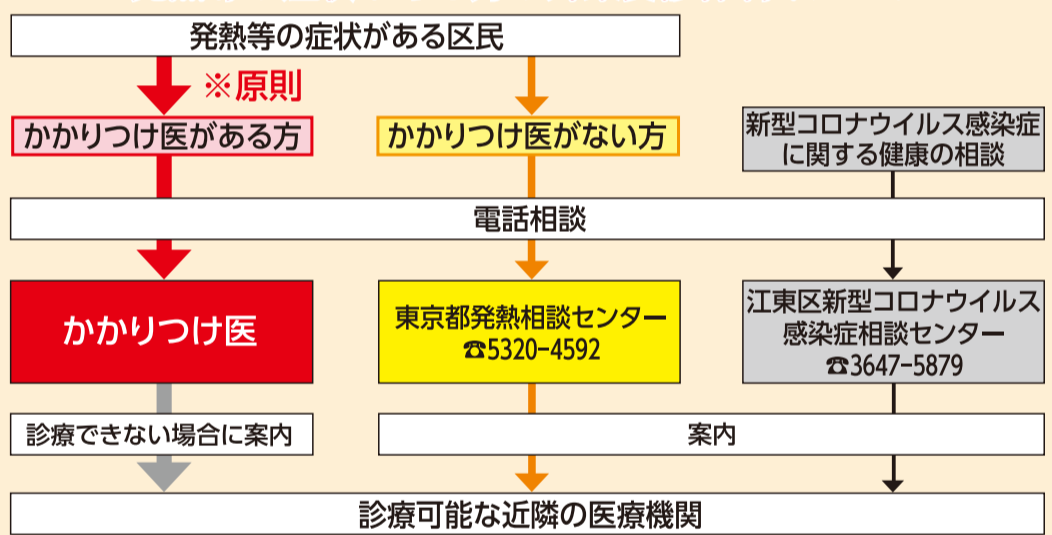 発熱等の症状がある区民
※原則
かかりつけ医がある方
かかりつけ医がない方
新型コロナウイルス感染症
に関する健康の相談
電話相談
かかりつけ医
東京都発熱相談センター
☎5320-4592
江東区新型コロナウイルス
感染症相談センター
☎3647-5879
診療できない場合に案内
案内
診療可能な近隣の医療機関